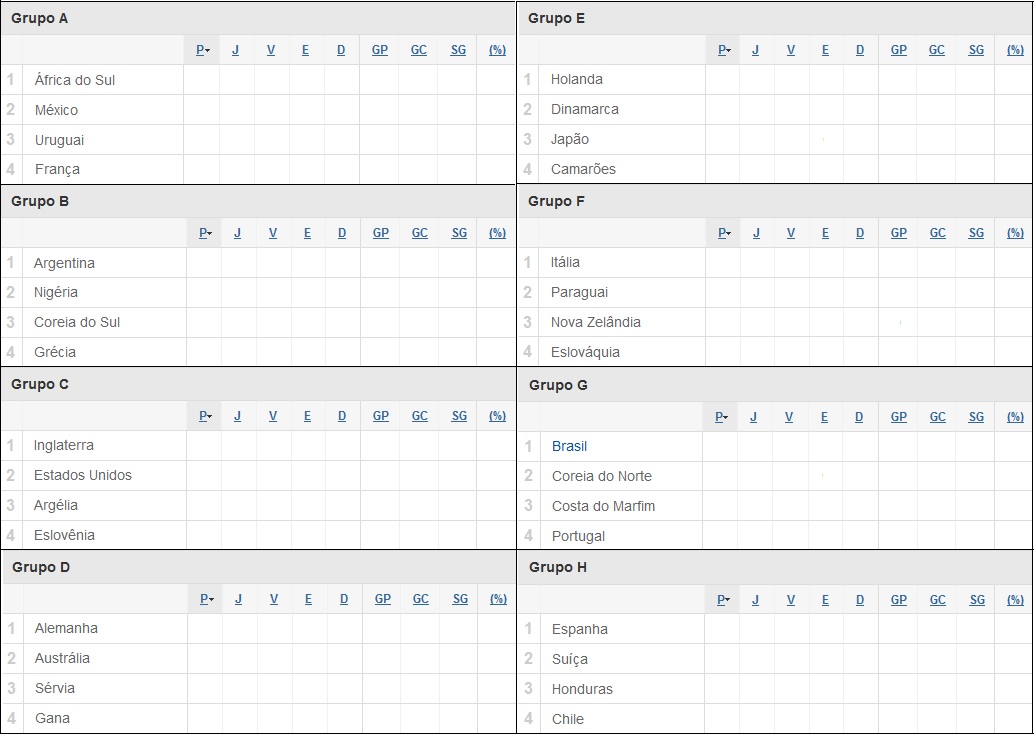 Grupo A
P J V E D GP GC SG (%)
1 África do Sul
2 México
3 Uruguai
4 França
Grupo B
P J V E D GP GC SG (%)
1 Argentina
2 Nigéria
3 Coreia do Sul
4 Grécia
Grupo C
P J V E D GP GC SG (%)
1 Inglaterra
2 Estados Unidos
3 Argélia
4 Eslovênia
Grupo D
P J V E D GP GC SG (%)
1 Alemanha
2 Austrália
3 Sérvia
4 Gana
Grupo E
P J V E D GP GC SG (%)
1 Holanda
2 Dinamarca
3 Japão
4 Camarões
Grupo F
P J V E D GP GC SG (%)
1 Itália
2 Paraguai
3 Nova Zelândia
4 Eslováquia
Grupo G
P J V E D GP GC SG (%)
1 Brasil
2 Coreia do Norte
3 Costa do Marfim
4 Portugal
Grupo H
P J V E D GP GC SG (%)
1 Espanha
2 Suíça
3 Honduras
4 Chile